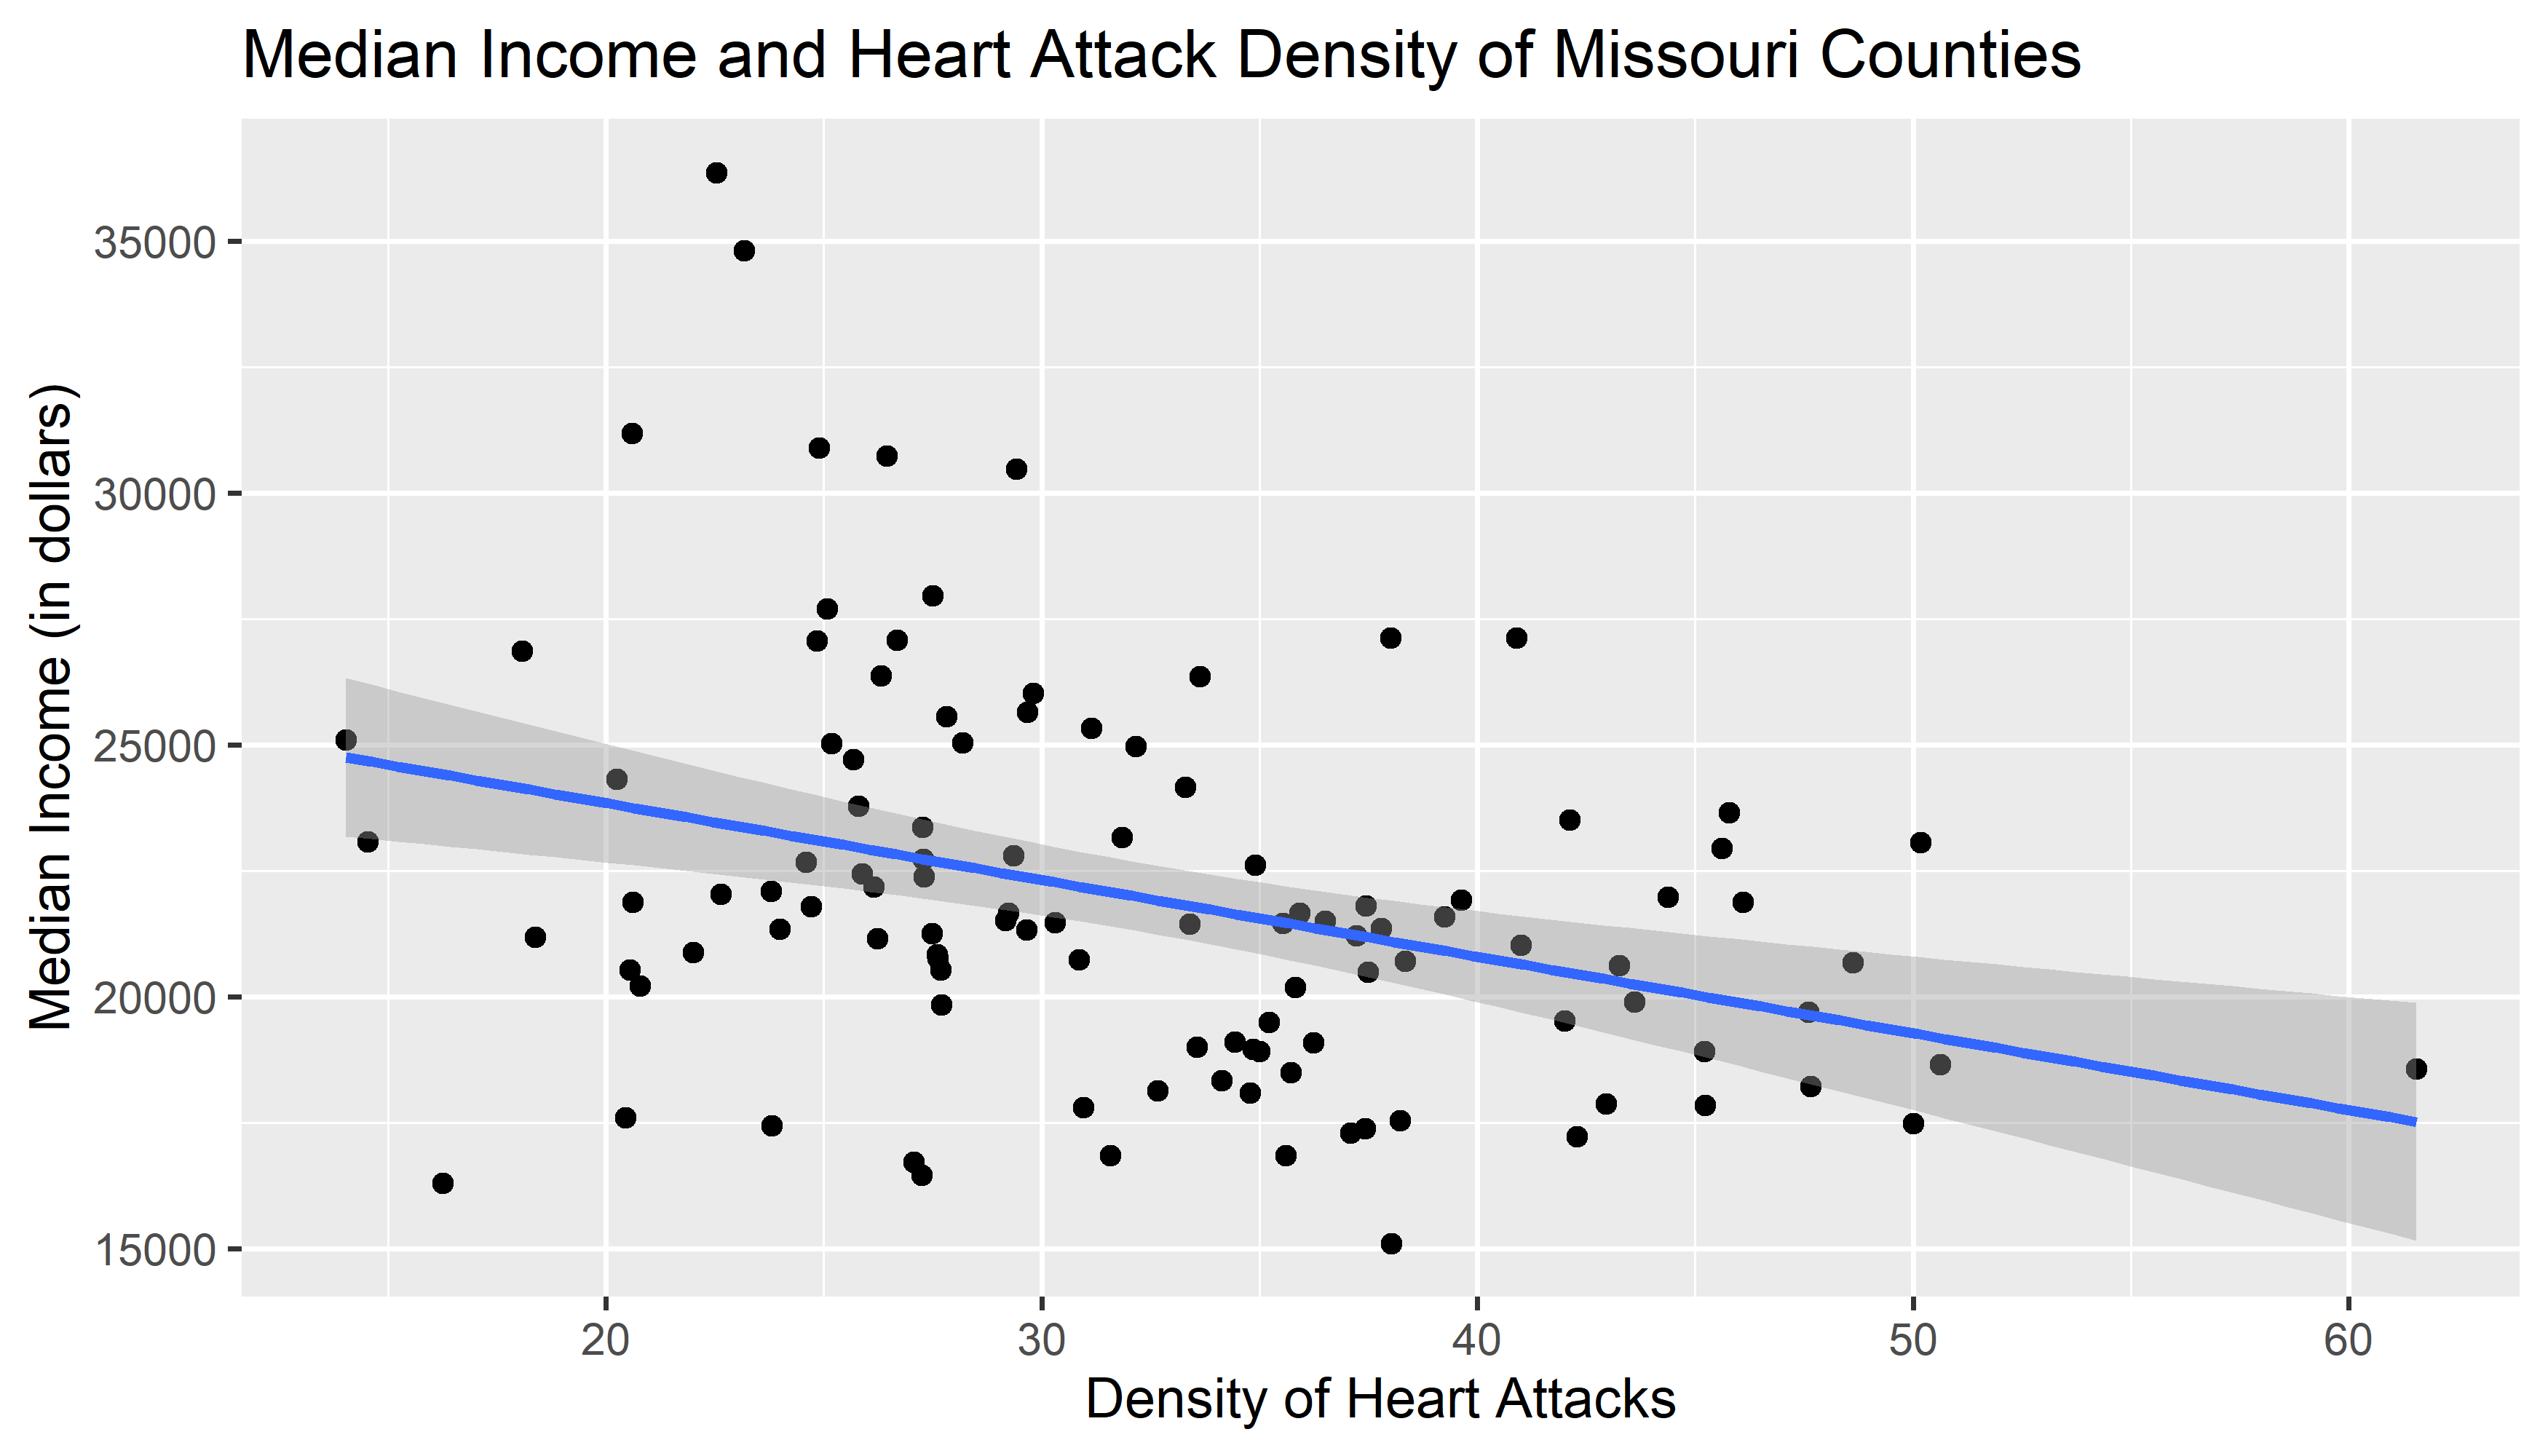 Median Income and Heart Attack Density of Missouri Counties
Median Income (in dollars)
35000
30000
25000
20000
15000
20 30 40 50 60
Density of Heart Attacks